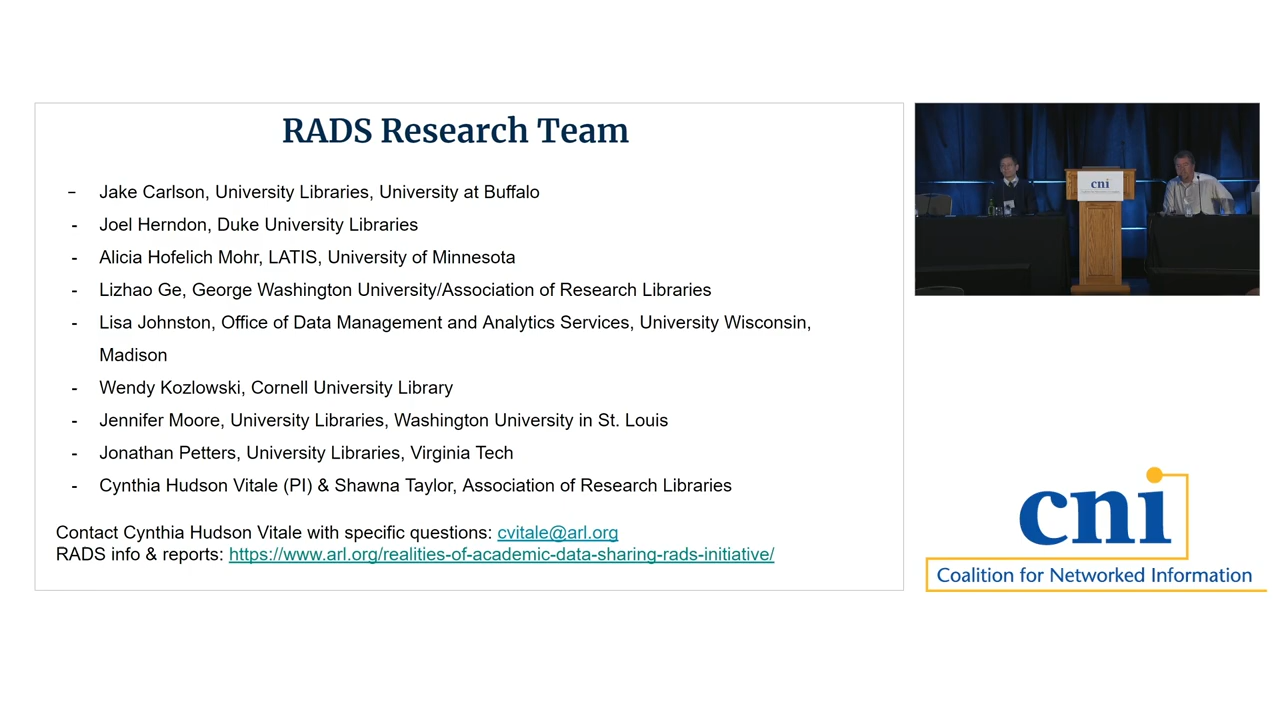 RADS Research Team
- Jake Carlson, University Libraries, University at Buffalo
- Joel Herndon, Duke University Libraries
- Alicia Hofelich Mohr, LATIS, University of Minnesota
- Lizhao Ge, George Washington University/Association of Research Libraries
- Lisa Johnston, Office of Data Management and Analytics Services, University Wisconsin,
Madison
- Wendy Kozlowski, Cornell University Library
- Jennifer Moore, University Libraries, Washington University in St. Louis
- Jonathan Petters, University Libraries, Virginia Tech
- Cynthia Hudson Vitale (PI) & Shawna Taylor, Association of Research Libraries
Contact Cynthia Hudson Vitale with specific questions: cvitale@arl.org
RADS info & reports: https://www.arl.org/realities-of-academic-data-sharing-rads-initiative/
cni
cni
Coalition for Networked Information